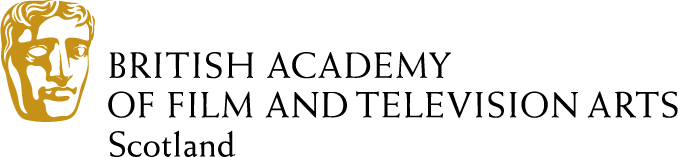 BRITISH ACADEMY
OF FILM AND TELEVISION ARTS
Scotland